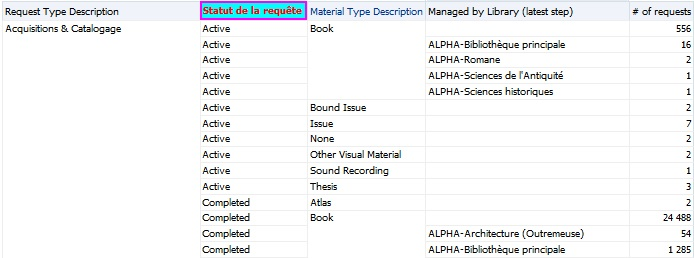 Request Type Description Statut de la requête Material Type Description Managed by Library (latest step) # of requests
Acquisitions & Catalogage Active Book 556
Active ALPHA-Bibliothèque principale 16
Active ALPHA-Romane 2
Active ALPHA-Sciences de l'Antiquité 1
Active ALPHA-Sciences historiques 1
Active Bound Issue 2
Active Issue 7
Active None 2
Active Other Visual Material 2
Active Sound Recording 1
Active Thesis 3
Completed Atlas 2
Completed Book 24 488
Completed ALPHA-Architecture (Outremeuse) 54
Completed ALPHA-Bibliothèque principale 1 285